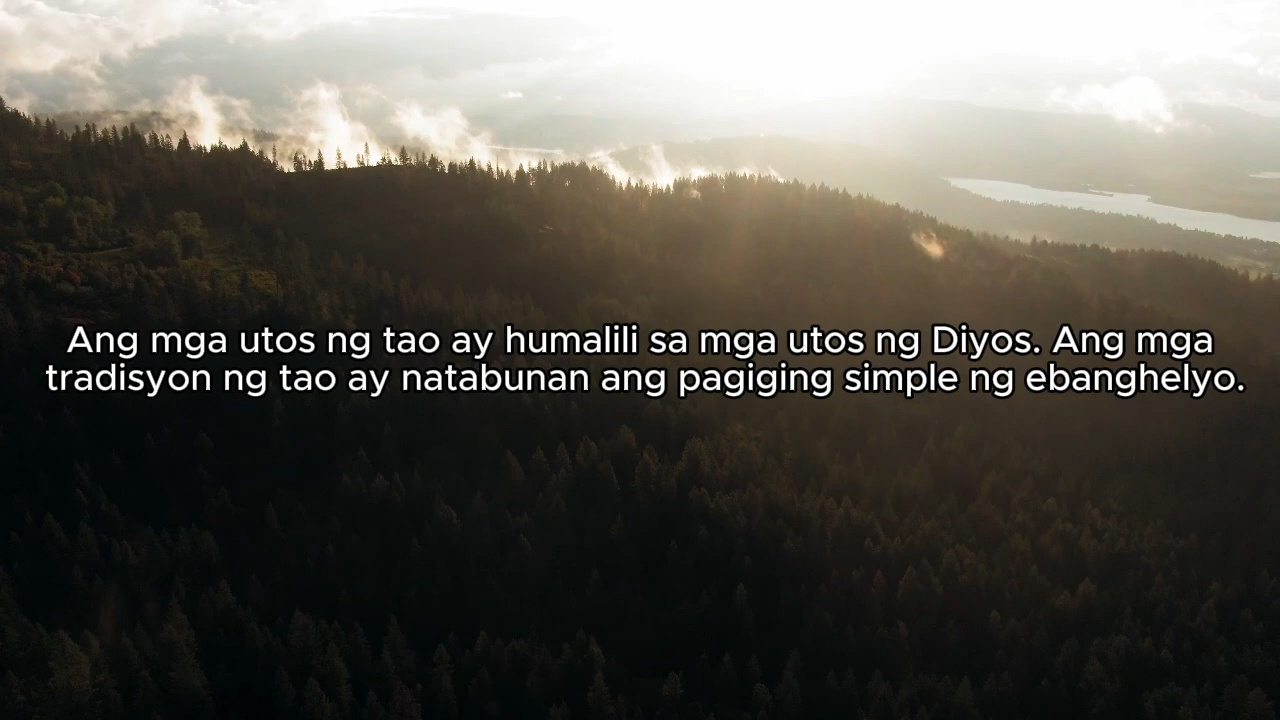 Ang mga utos ng tao ay humalili sa mga utos ng Diyos. Ang mga
tradisyon ng tao ay natabunan ang pagiging simple ng ebanghelyo.